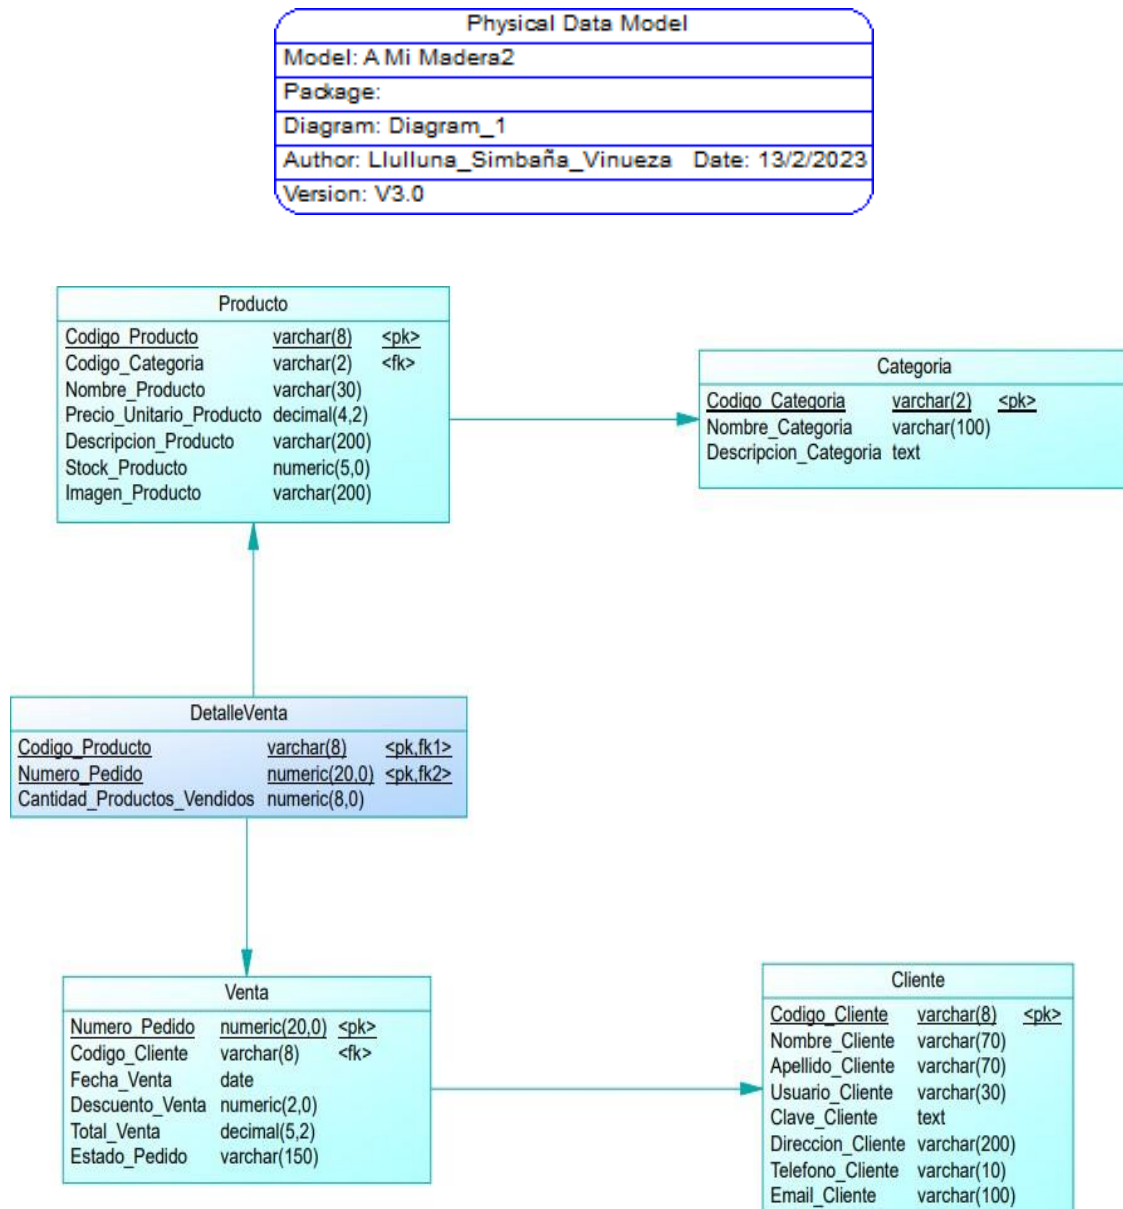 Physical Data Model
Model: A Mi Madera2
Package:
Diagram: Diagram_1
Author: Llulluna_Simbaña_Vinueza Date: 13/2/2023
Version: V3.0
Producto
Codigo_Producto varchar(8) <pk>
Codigo_Categoria varchar(2) <fk>
Nombre_Producto varchar(30)
Precio_Unitario_Producto decimal(4,2)
Descripcion_Producto varchar(200)
Stock_Producto numeric(5,0)
Imagen_Producto varchar(200)
Categoria
Codigo_Categoria varchar(2) <pk>
Nombre_Categoria varchar(100)
Descripcion_Categoria text
DetalleVenta
Codigo_Producto varchar(8) <pk,fk1>
Numero_Pedido numeric(20,0) <pk,fk2>
Cantidad_Productos_Vendidos numeric(8,0)
Venta
Numero_Pedido numeric(20,0) <pk>
Codigo_Cliente varchar(8) <fk>
Fecha_Venta date
Descuento_Venta numeric(2,0)
Total_Venta decimal(5,2)
Estado_Pedido varchar(150)
Cliente
Codigo_Cliente varchar(8) <pk>
Nombre_Cliente varchar(70)
Apellido_Cliente varchar(70)
Usuario_Cliente varchar(30)
Clave_Cliente text
Direccion_Cliente varchar(200)
Telefono_Cliente varchar(10)
Email_Cliente varchar(100)